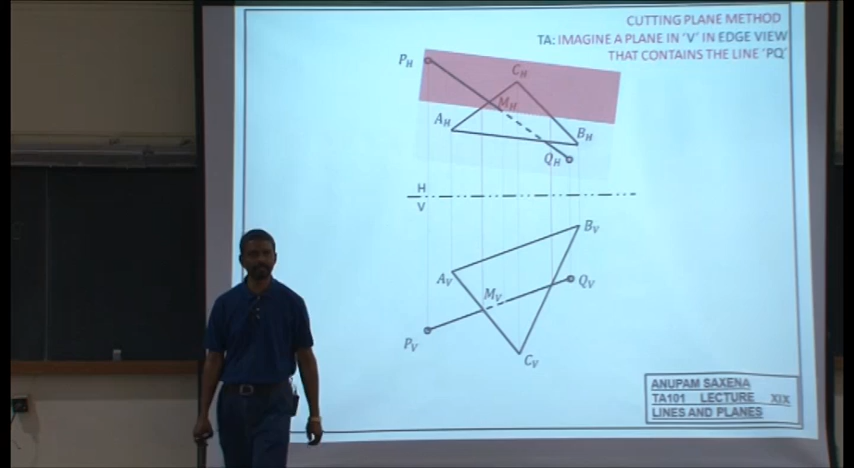 CUTTING PLANE METHOD
TA: IMAGINE A PLANE IN 'V' IN EDGE VIEW
THAT CONTAINS THE LINE 'PQ'
P_H
C_H
M_H
A_H
B_H
Q_H
H
V
B_V
A_V
Q_V
M_V
P_V
C_V
ANUPAM SAXENA
TA101 LECTURE XIX
LINES AND PLANES